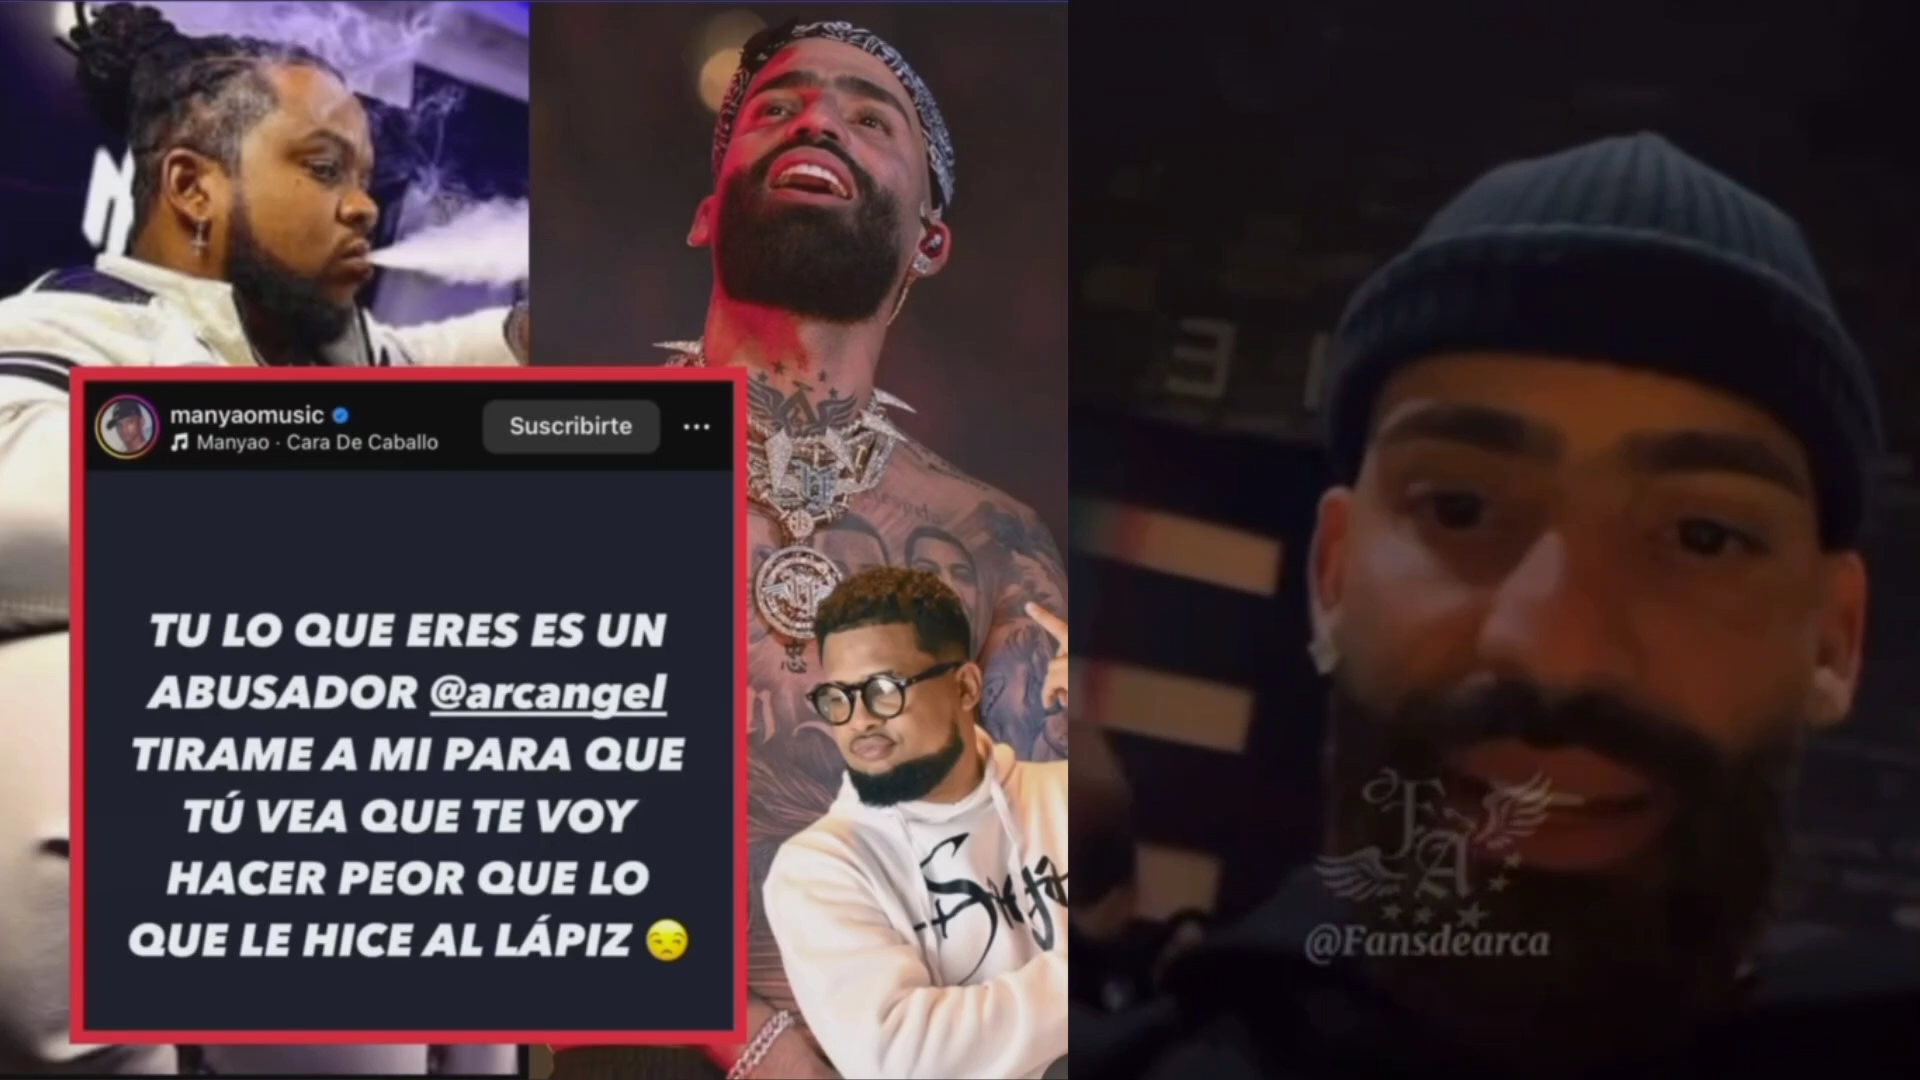 manyaomusic
Manyao · Cara De Caballo
Suscribirte
TU LO QUE ERES ES UN
ABUSADOR @arcangel
TIRAME A MI PARA QUE
TÚ VEA QUE TE VOY
HACER PEOR QUE LO
QUE LE HICE AL LÁPIZ 😒
FA
@Fansdearca